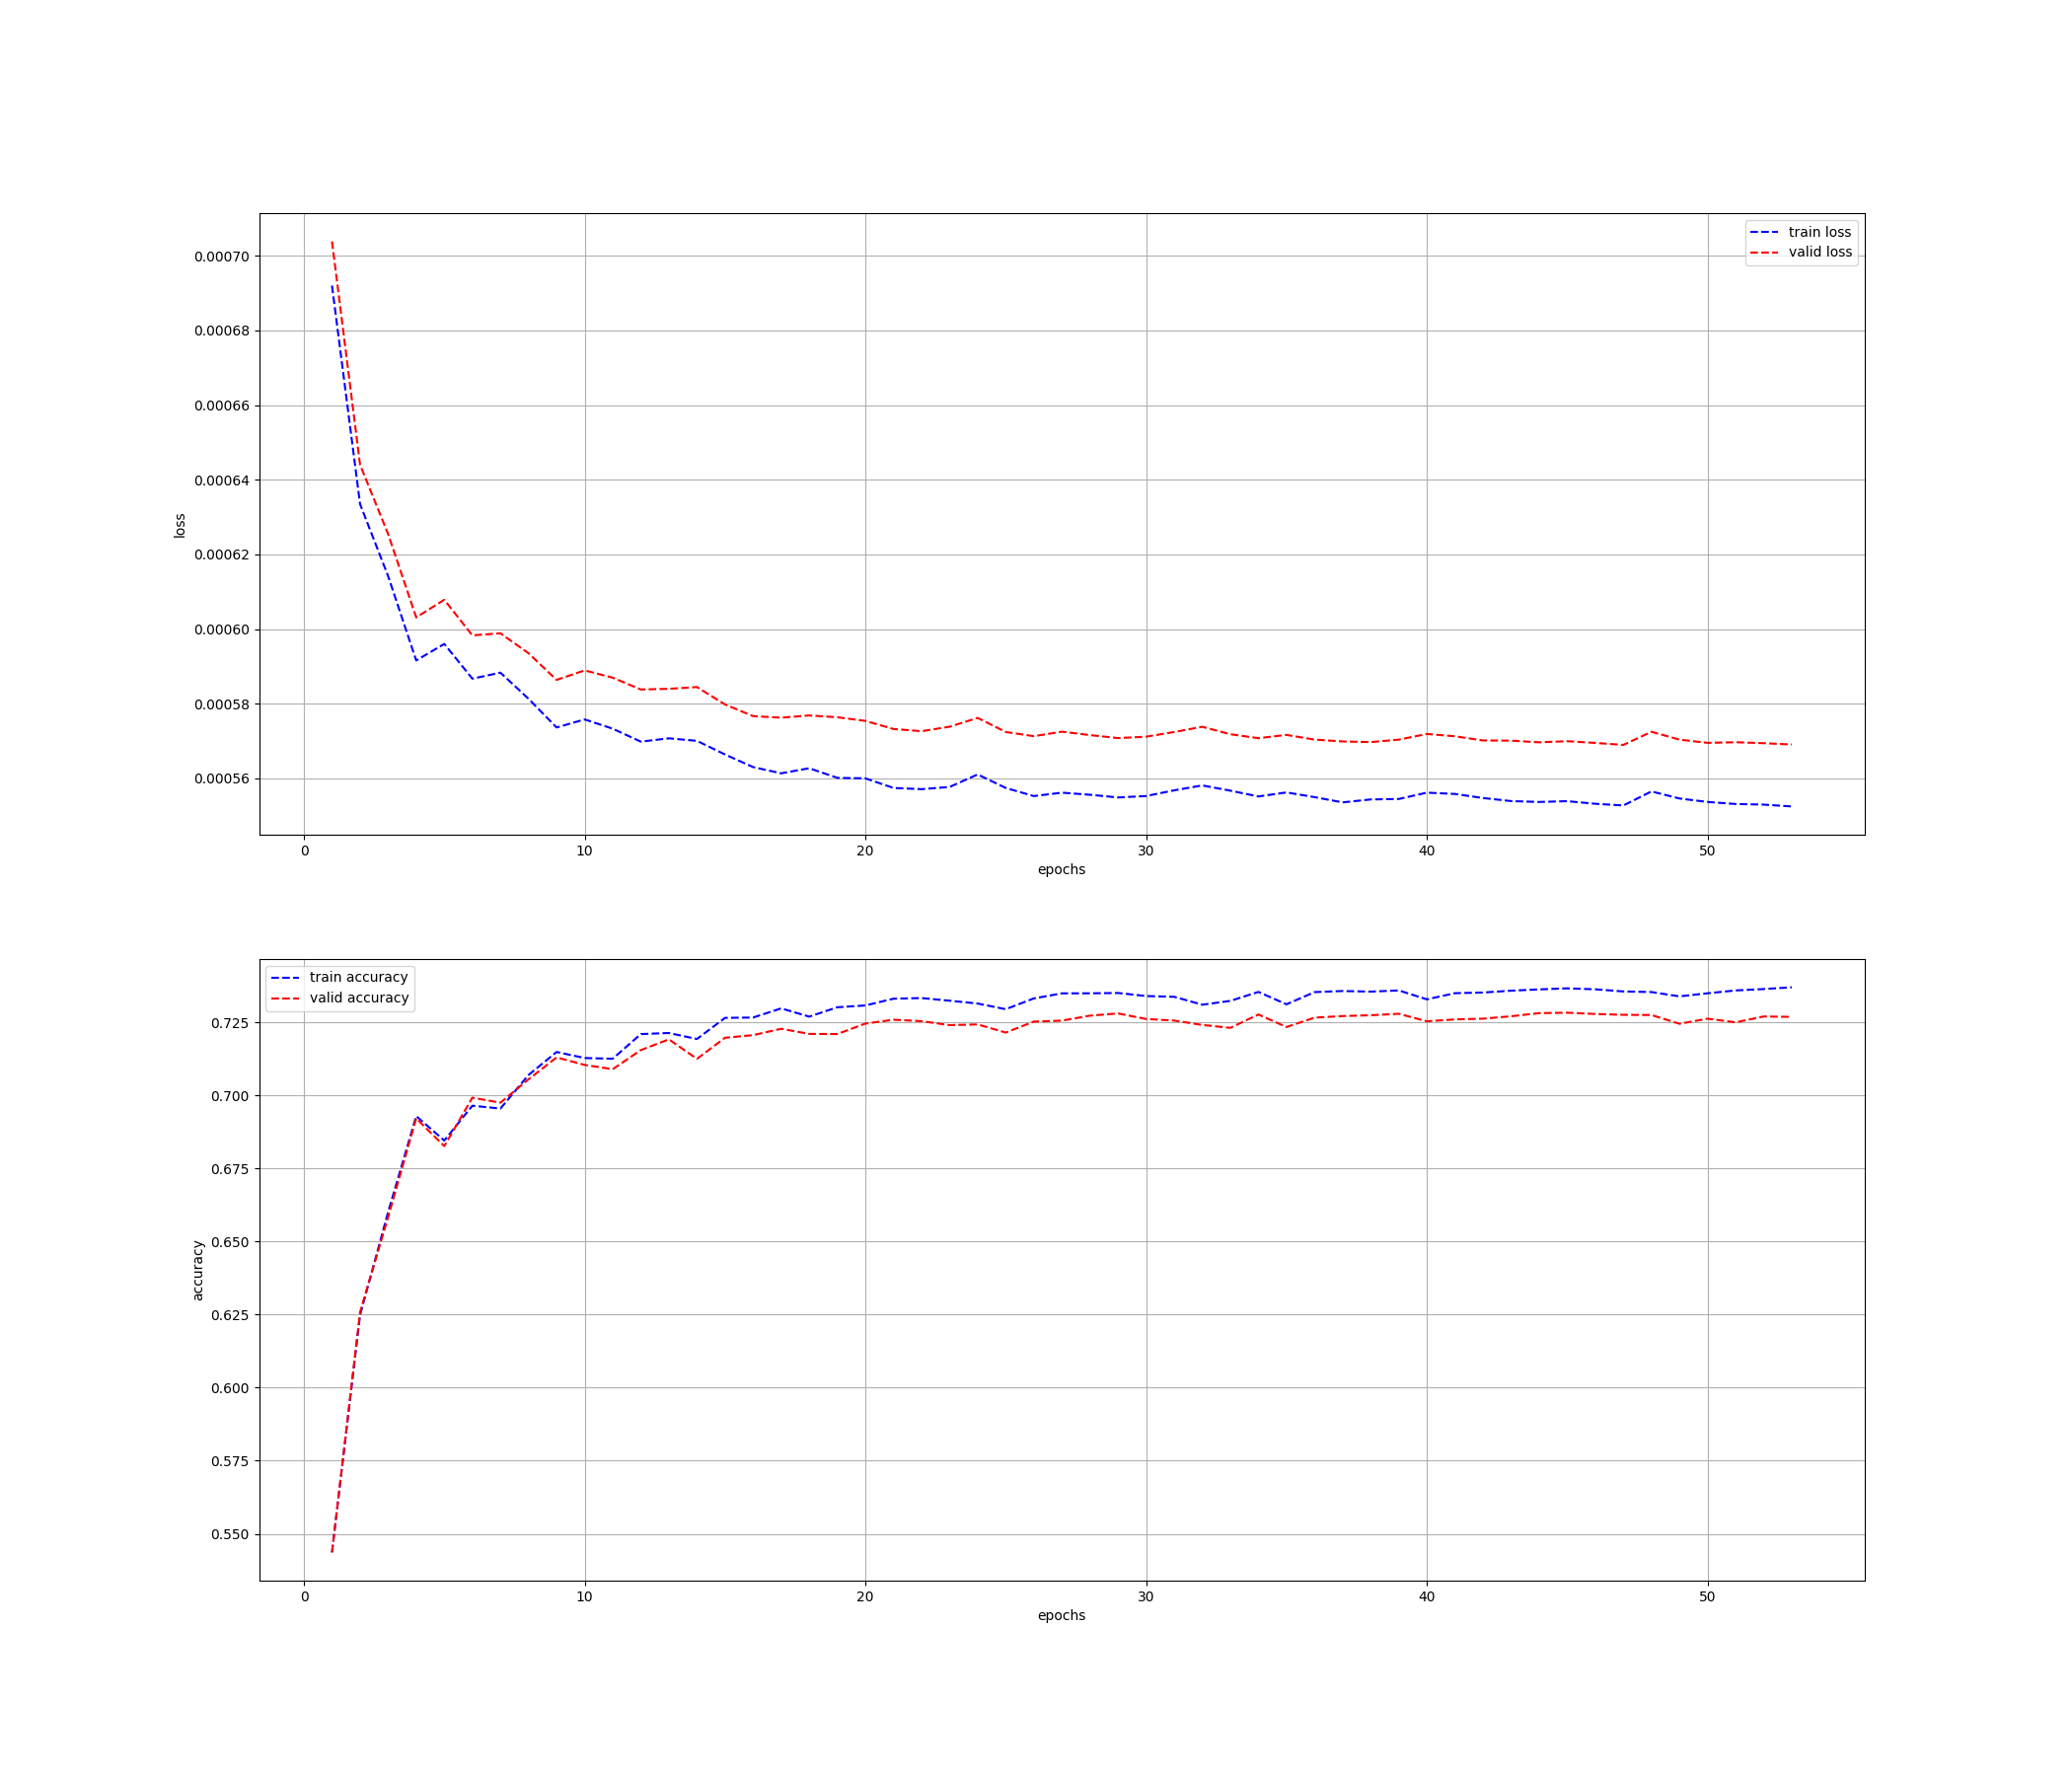 train loss
valid loss
0.00070
0.00068
0.00066
0.00064
0.00062
0.00060
0.00058
0.00056
loss
0 10 20 30 40 50
epochs
train accuracy
valid accuracy
0.725
0.700
0.675
0.650
0.625
0.600
0.575
0.550
accuracy
0 10 20 30 40 50
epochs